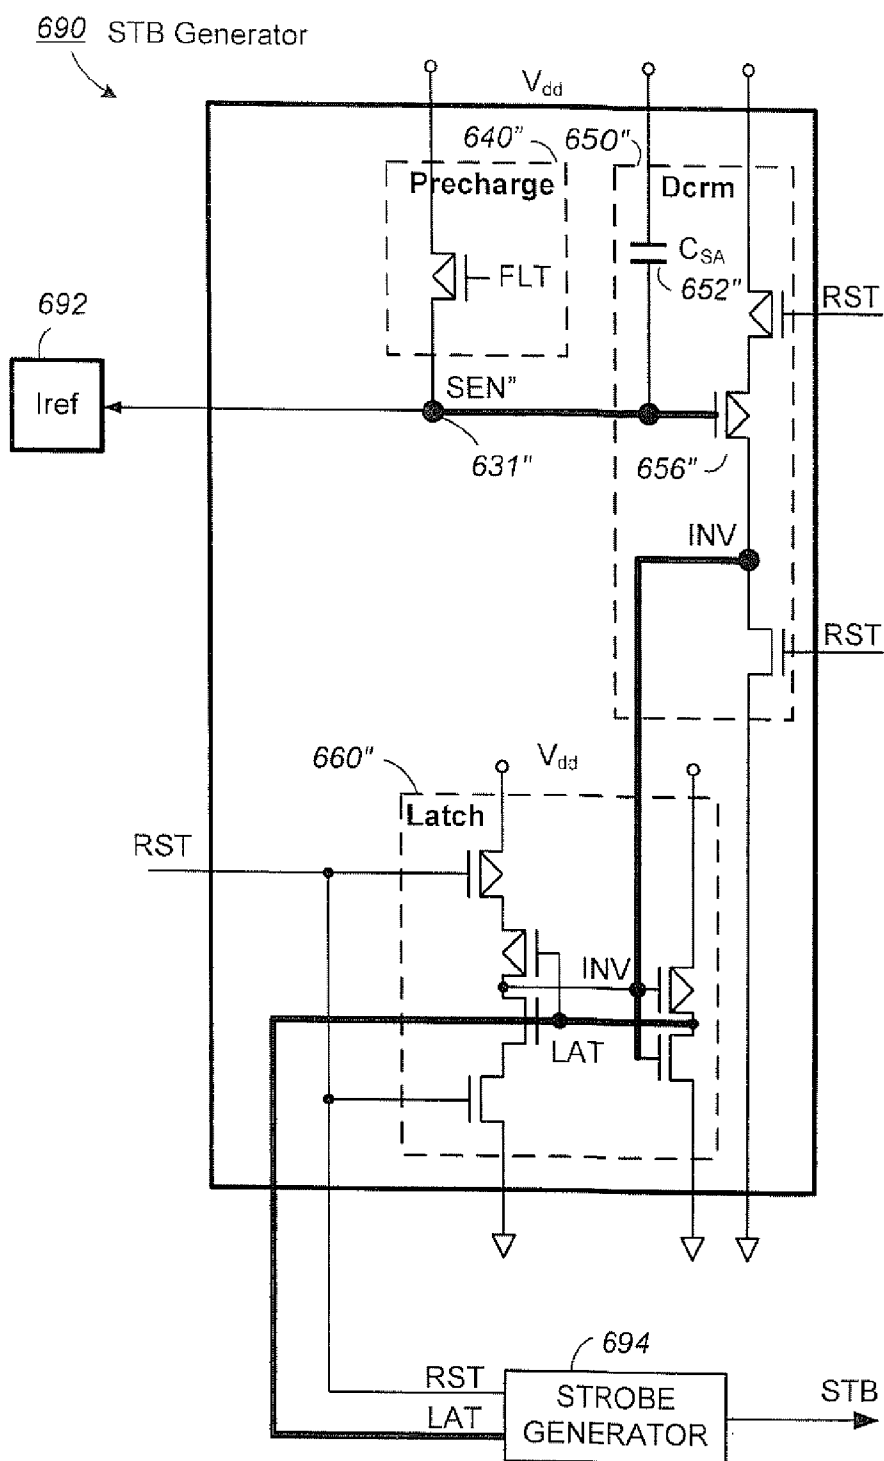 690 STB Generator
Vdd
640"
650"
Precharge
Dcrm
FLT
CSA
652"
RST
692
Iref
SEN"
631"
656"
INV
RST
660"
Vdd
Latch
RST
INV
LAT
694
RST
LAT
STROBE
GENERATOR
STB